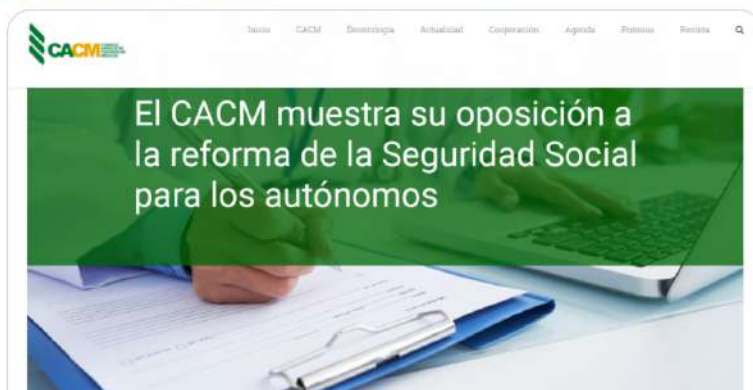 CACM
Inicio CACM Deontología Actualidad Corporación Agenda Premios Revista
El CACM muestra su oposición a
la reforma de la Seguridad Social
para los autónomos